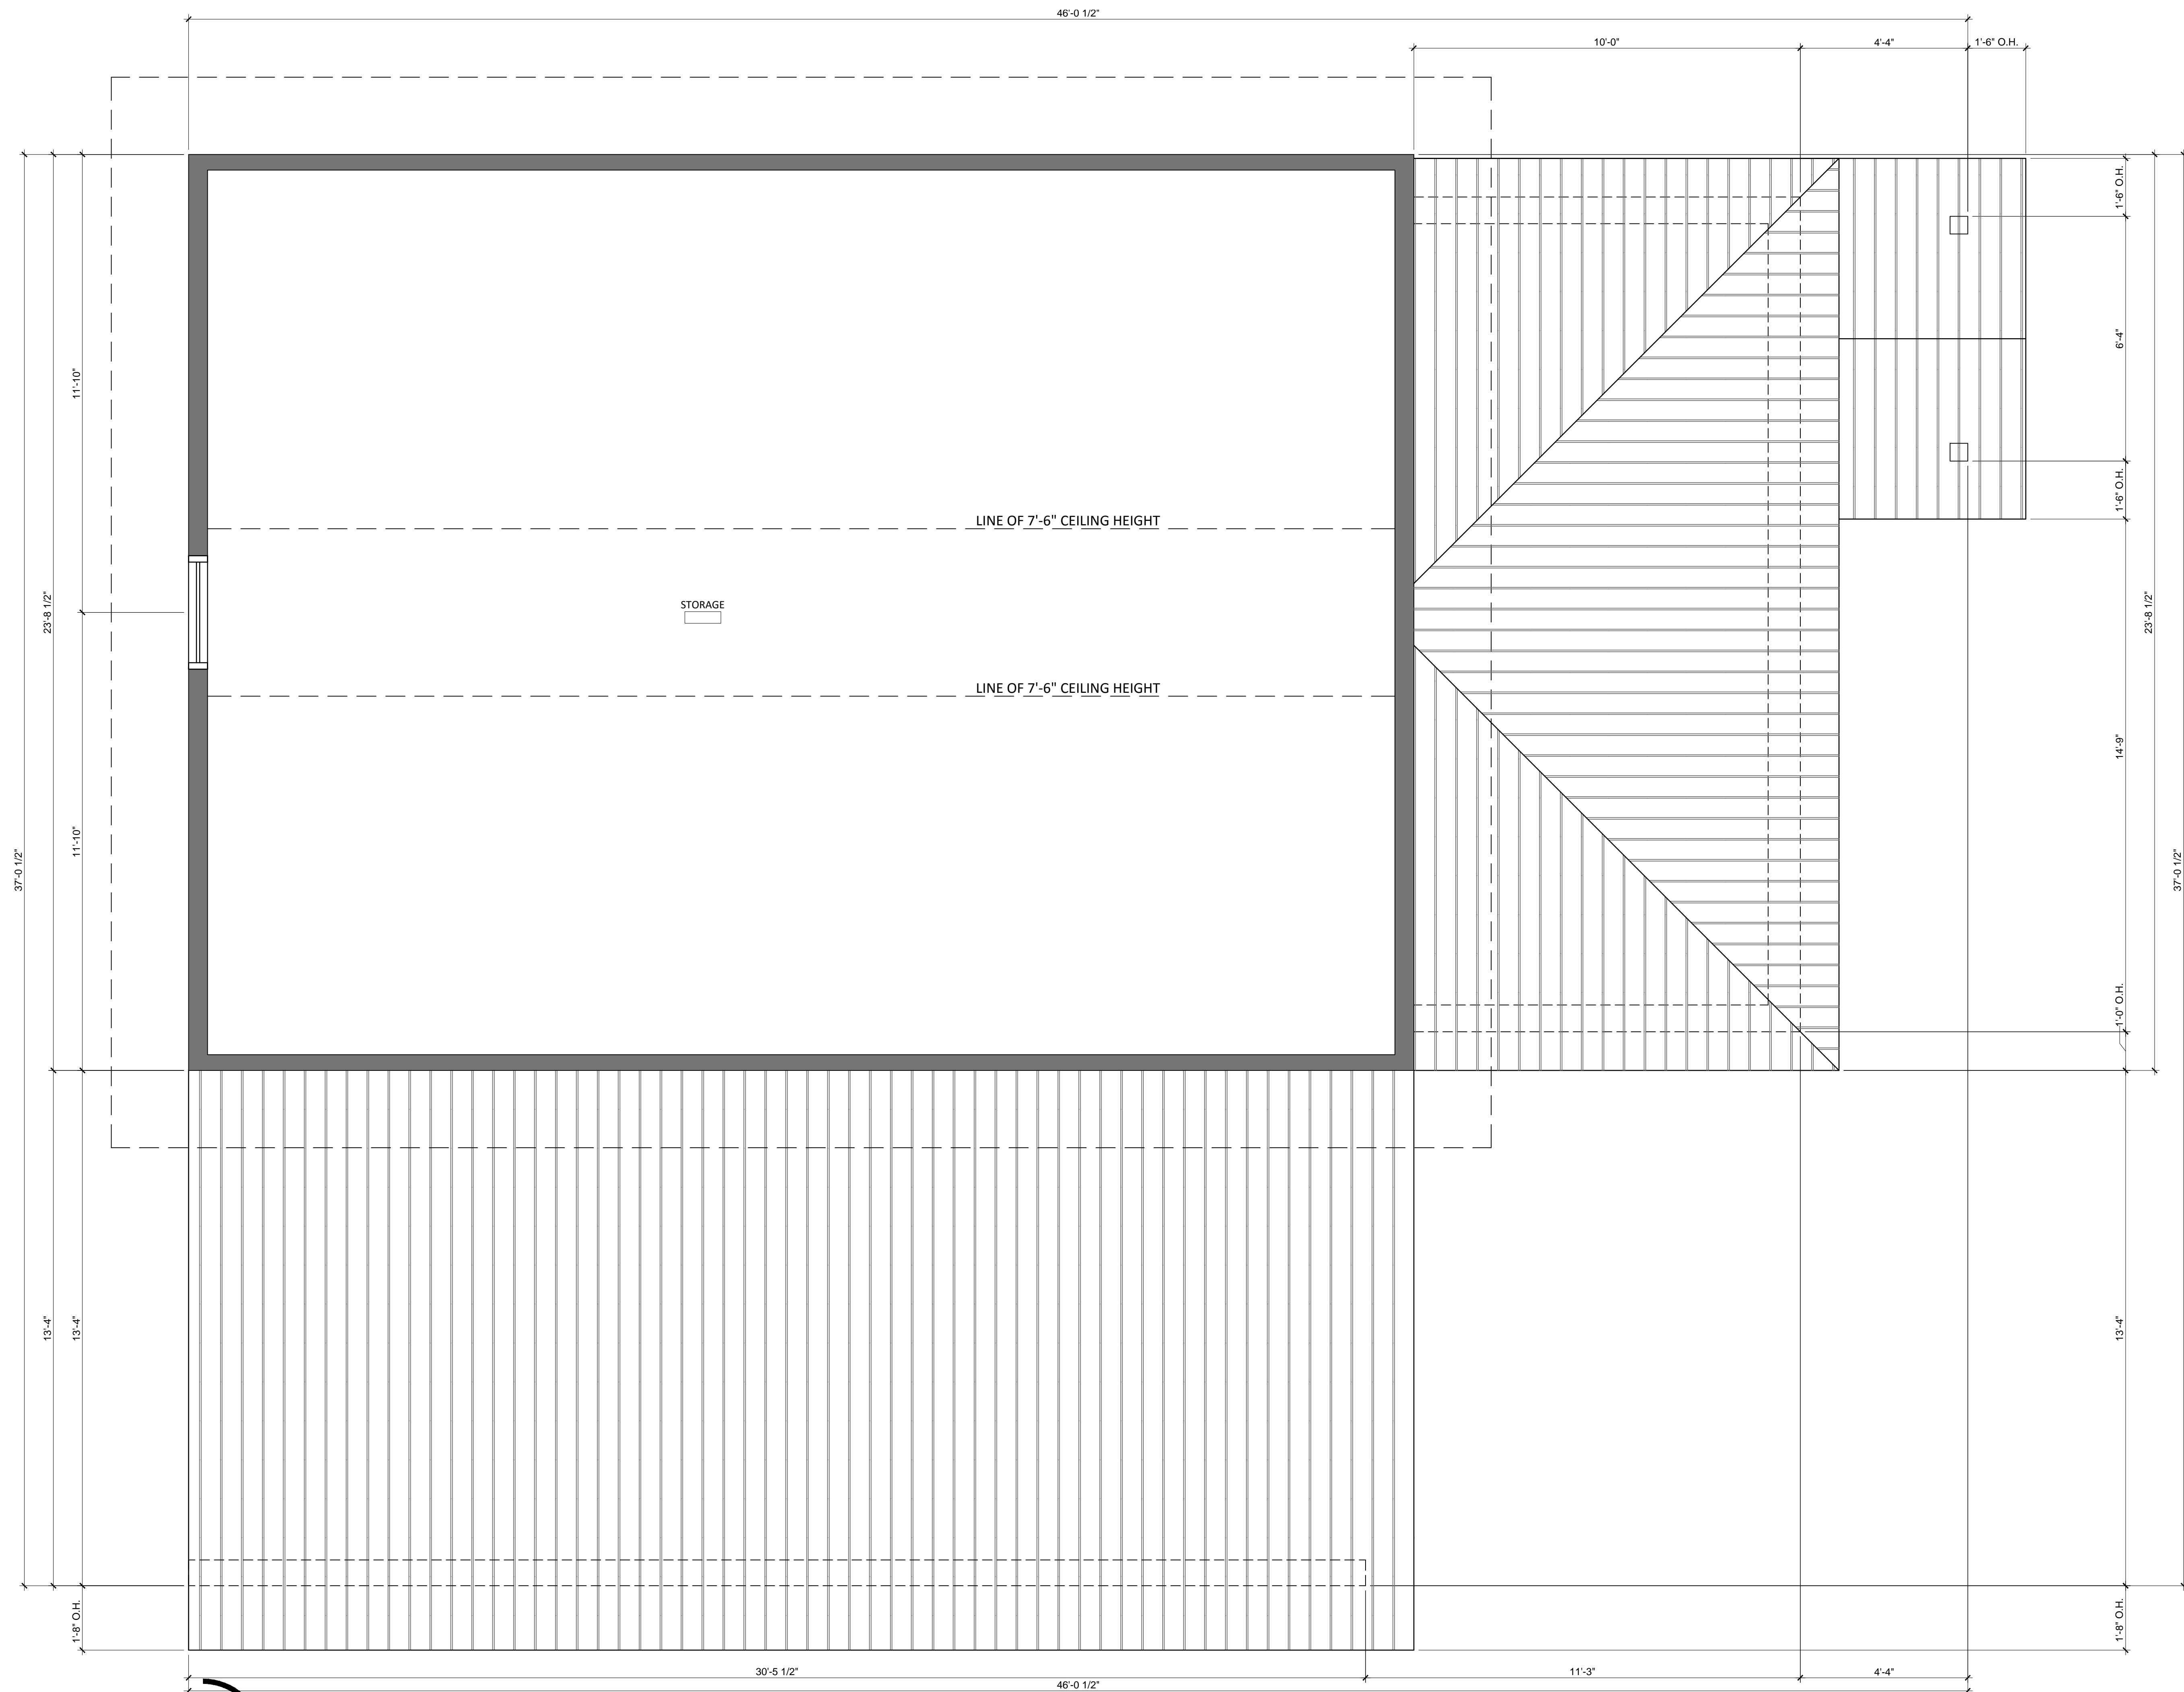 46'-0 1/2"
10'-0"
4'-4"
1'-6" O.H.
1'-6" O.H.
11'-10"
6'-4"
1'-6" O.H.
LINE OF 7'-6" CEILING HEIGHT
STORAGE
23'-8 1/2"
23'-8 1/2"
LINE OF 7'-6" CEILING HEIGHT
14'-9"
11'-10"
37'-0 1/2"
37'-0 1/2"
1'-0" O.H.
13'-4"
13'-4"
13'-4"
1'-8" O.H.
1'-8" O.H.
30'-5 1/2"
11'-3"
4'-4"
46'-0 1/2"